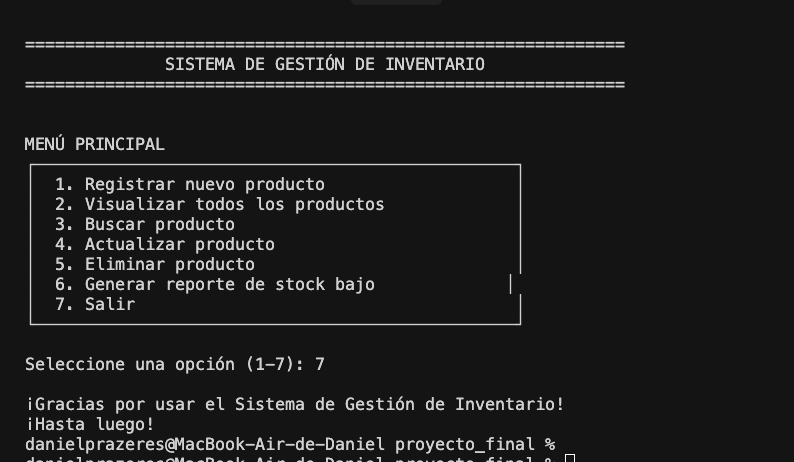 ============================================================
SISTEMA DE GESTIÓN DE INVENTARIO
============================================================
MENÚ PRINCIPAL
1. Registrar nuevo producto
2. Visualizar todos los productos
3. Buscar producto
4. Actualizar producto
5. Eliminar producto
6. Generar reporte de stock bajo
7. Salir
Seleccione una opción (1-7): 7
¡Gracias por usar el Sistema de Gestión de Inventario!
¡Hasta luego!
danielprazeres@MacBook-Air-de-Daniel proyecto_final %
danielprazeres@MacBook-Air-de-Daniel proyecto_final %